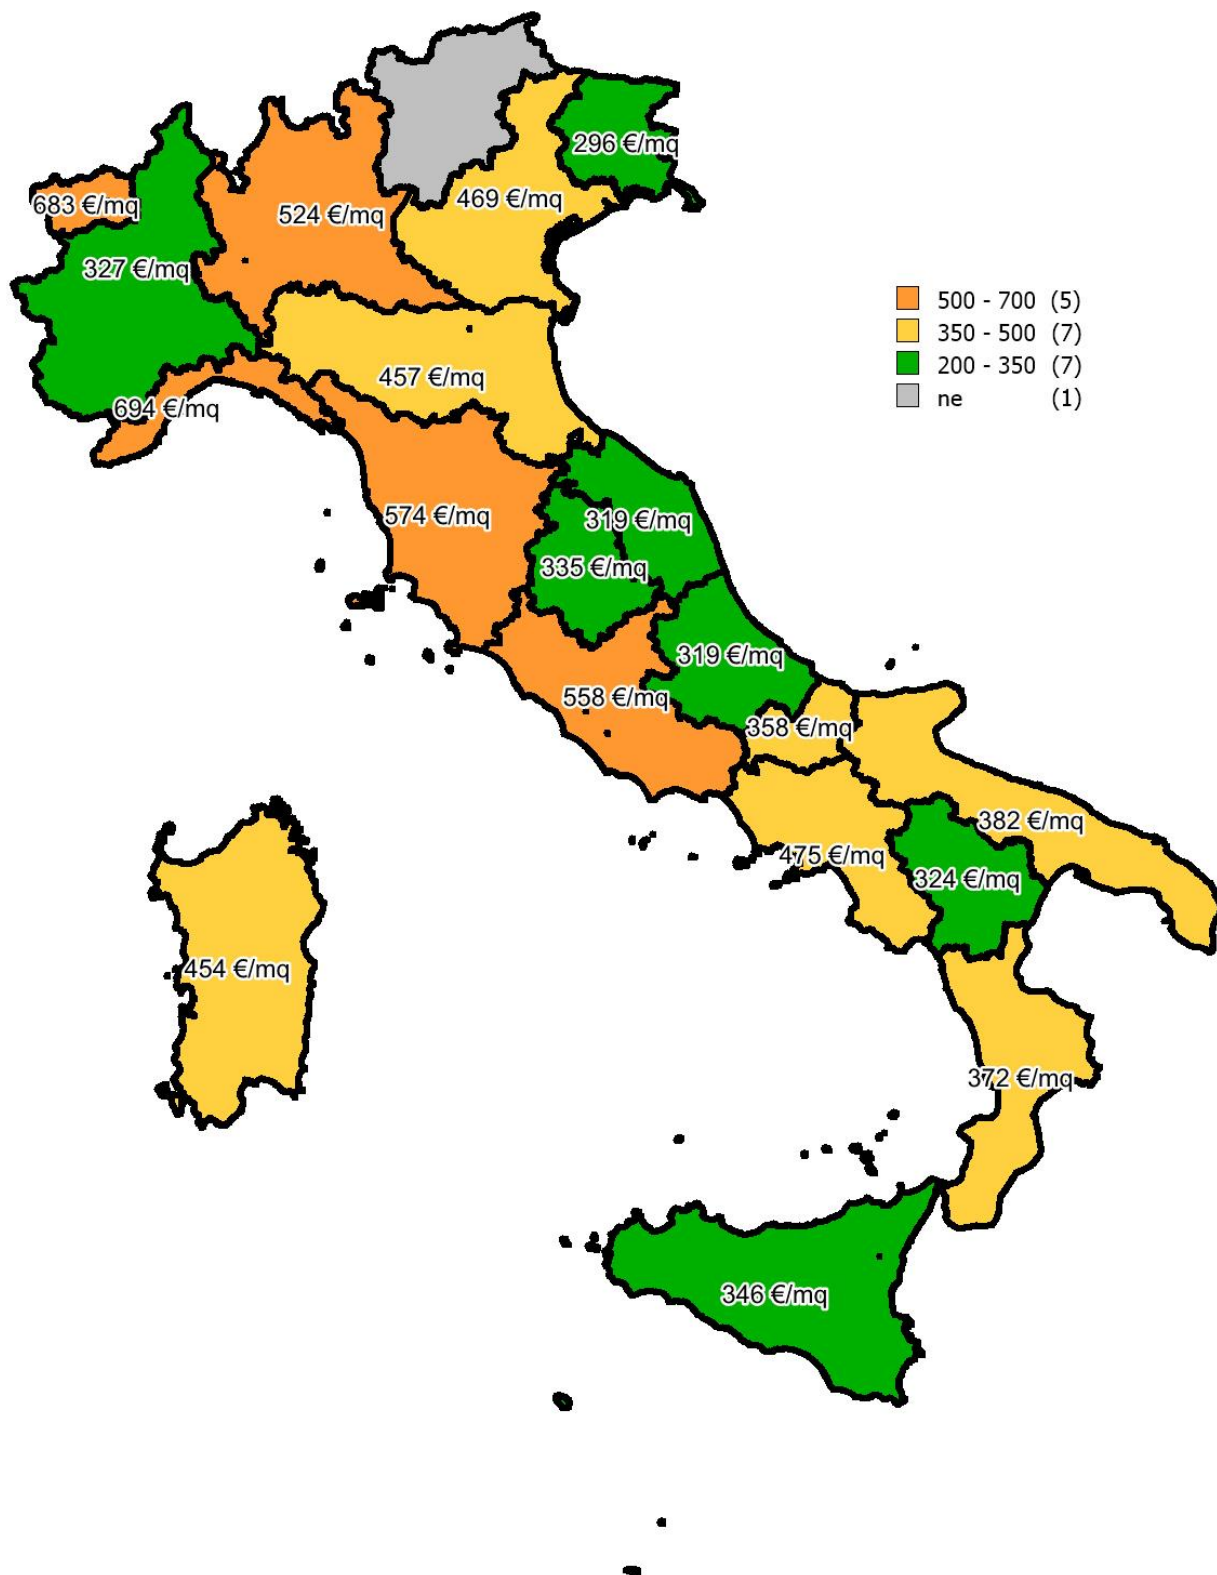 296 €/mq
683 €/mq
524 €/mq
469 €/mq
327 €/mq
500 - 700 (5)
350 - 500 (7)
200 - 350 (7)
ne (1)
457 €/mq
694 €/mq
574 €/mq
319 €/mq
335 €/mq
319 €/mq
558 €/mq
358 €/mq
382 €/mq
475 €/mq
324 €/mq
454 €/mq
372 €/mq
346 €/mq